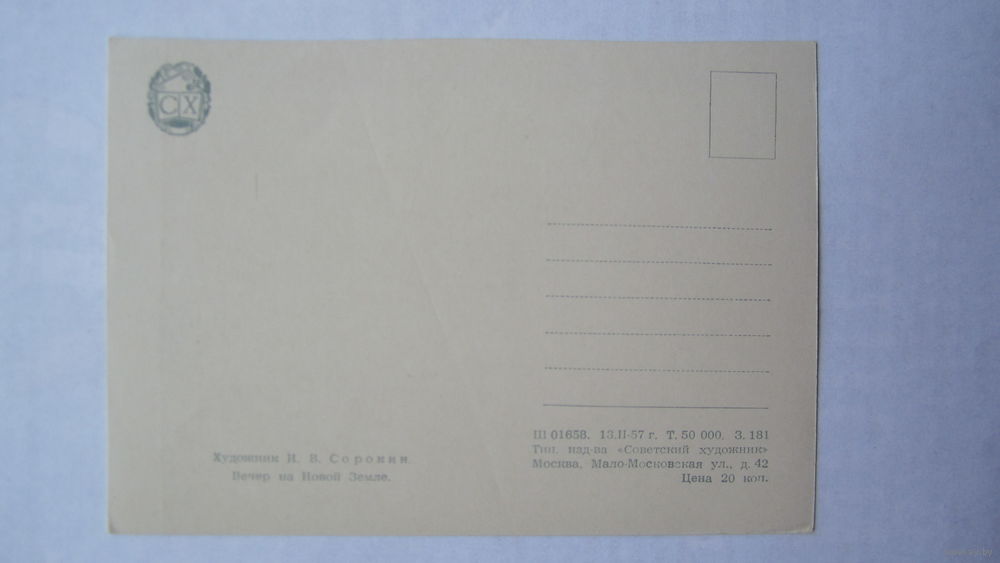 СХ
Художник И. В. Сорокин
Вечер на Новой Земле.
Ш 01658. 13.II-57 г. Т. 50 000. З. 181
Тип. изд-ва «Советский художник»
Москва, Мало-Московская ул., д. 42
Цена 20 коп.